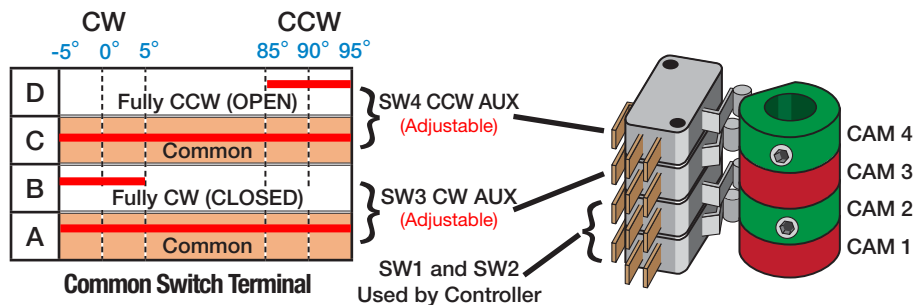 CW CCW
-5° 0° 5° 85° 90° 95°
D
Fully CCW (OPEN)
C
Common
B
Fully CW (CLOSED)
A
Common
Common Switch Terminal
SW4 CCW AUX
(Adjustable)
SW3 CW AUX
(Adjustable)
SW1 and SW2
Used by Controller
CAM 4
CAM 3
CAM 2
CAM 1